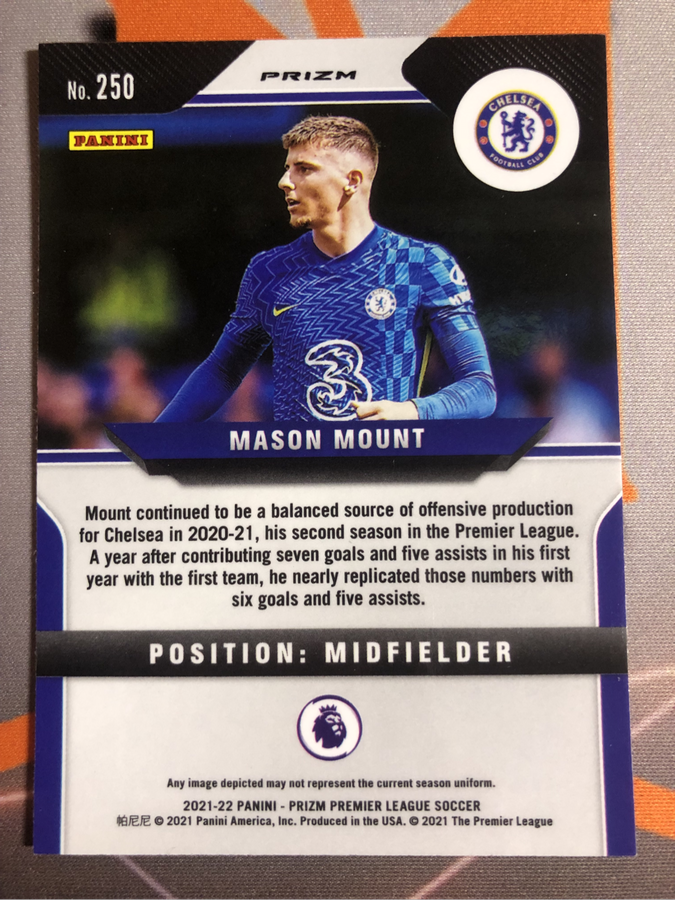 No. 250
PRIZM
PANINI
CHELSEA
FOOTBALL CLUB
3
MASON MOUNT
Mount continued to be a balanced source of offensive production
for Chelsea in 2020-21, his second season in the Premier League.
A year after contributing seven goals and five assists in his first
year with the first team, he nearly replicated those numbers with
six goals and five assists.
POSITION: MIDFIELDER
Any image depicted may not represent the current season uniform.
2021-22 PANINI - PRIZM PREMIER LEAGUE SOCCER
帕尼尼 © 2021 Panini America, Inc. Produced in the USA. © 2021 The Premier League